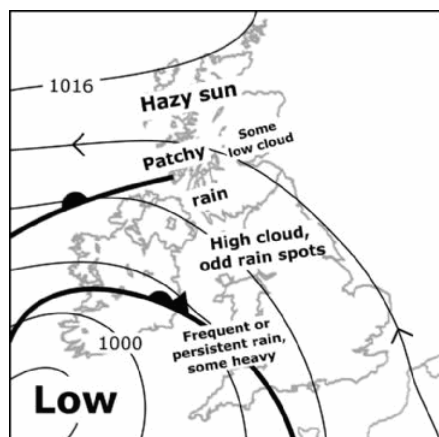 1016
Hazy sun
Some
low cloud
Patchy
rain
High cloud,
odd rain spots
Frequent or
persistent rain,
some heavy
1000
Low